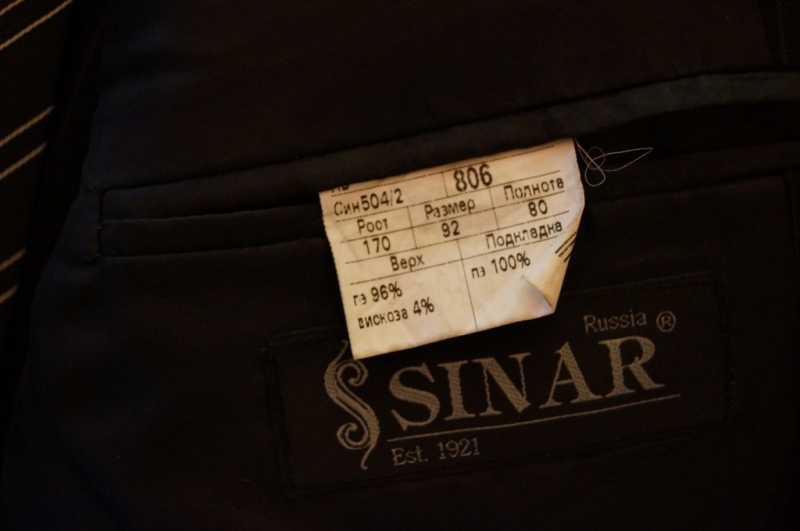 Син504/2 806
Рост Размер Полнота
170 92 80
Верх Подкладка
пэ 96% пэ 100%
вискоза 4%
Russia ®
SINAR
Est. 1921